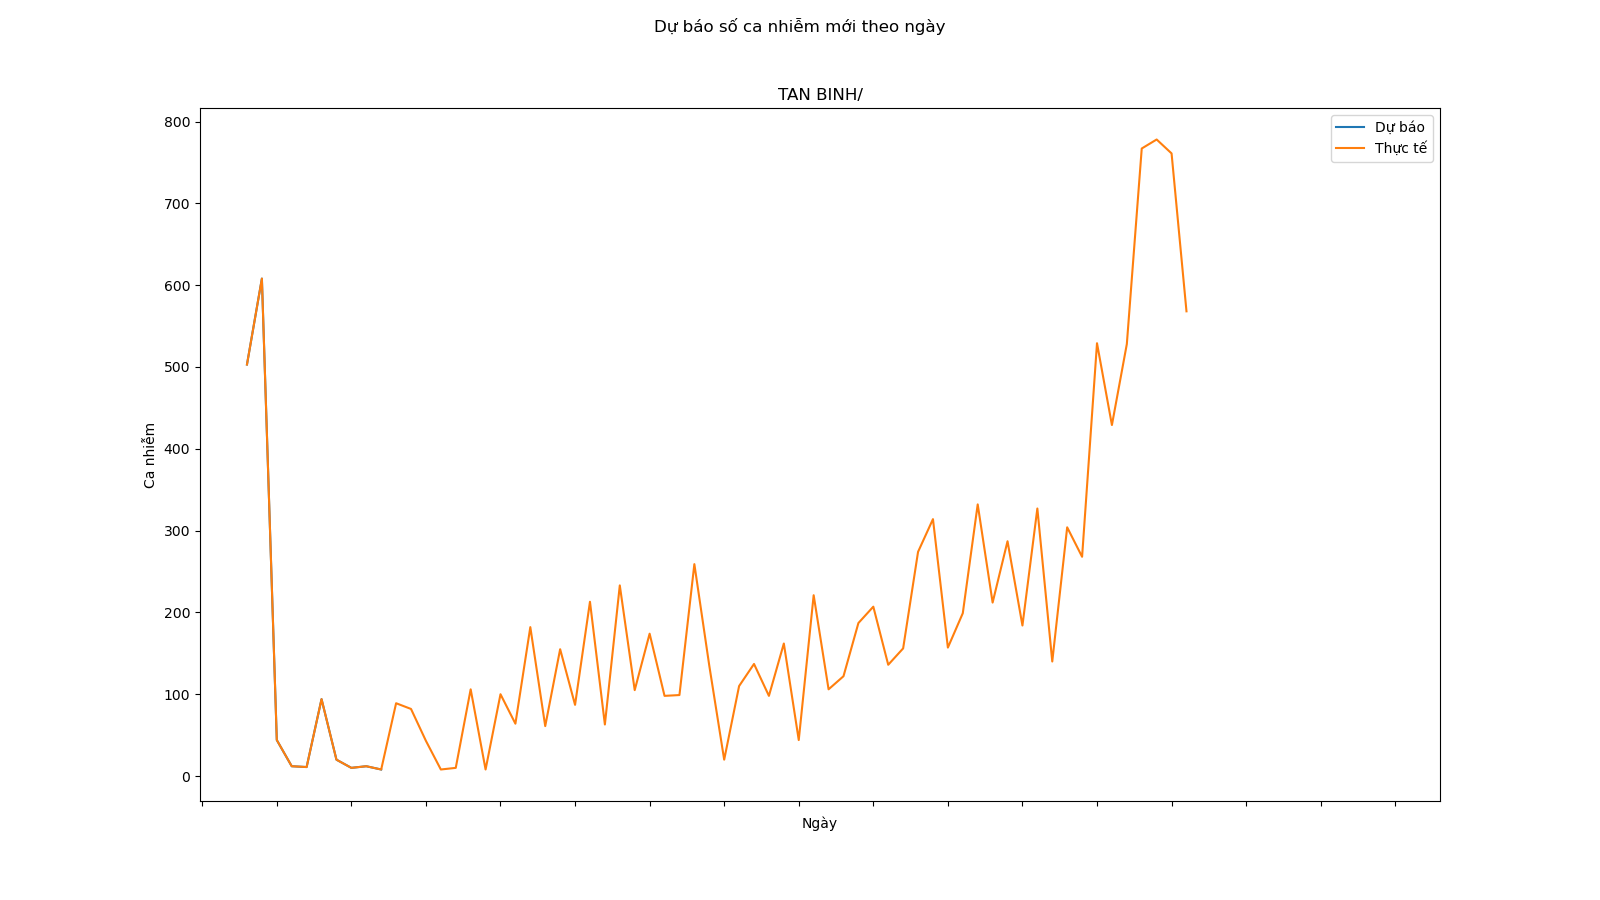 Dự báo số ca nhiễm mới theo ngày
TAN BINH/
Dự báo
Thực tế
800
700
600
500
400
300
200
100
0
Ca nhiễm
Ngày